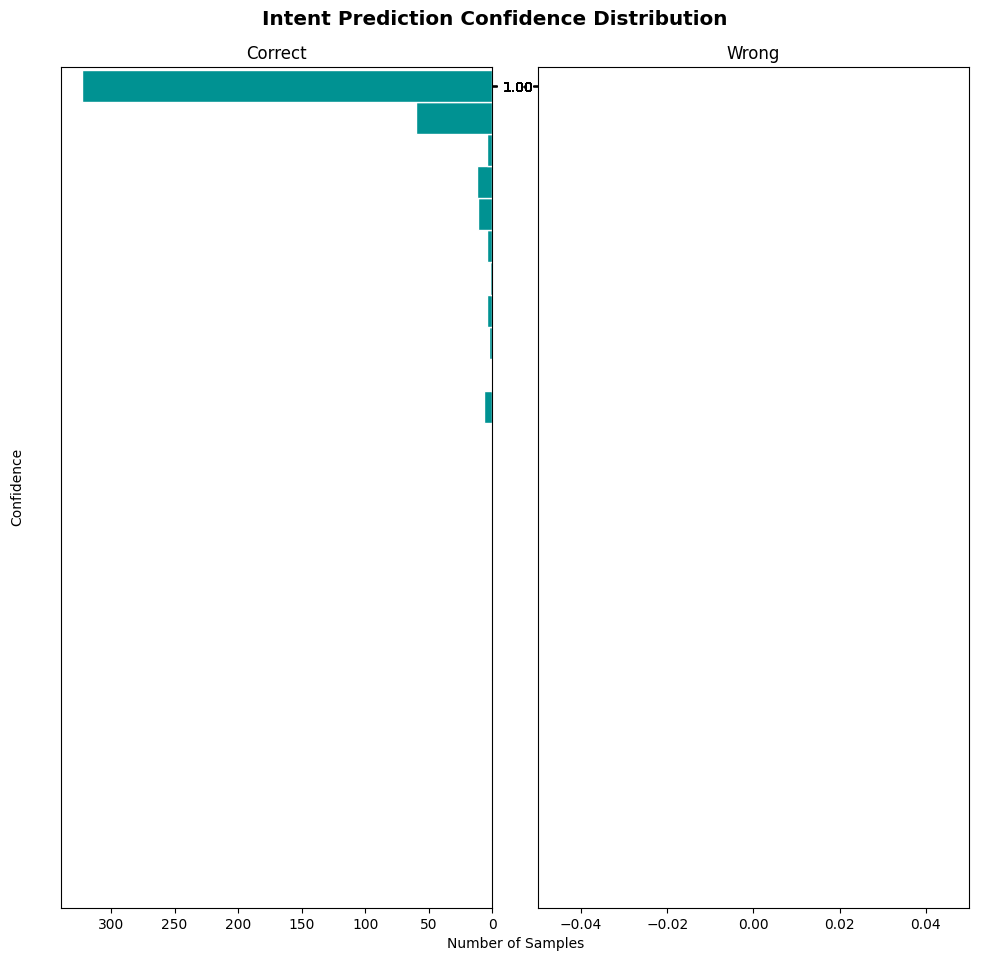 Intent Prediction Confidence Distribution
Correct
Wrong
1.00
Confidence
300 250 200 150 100 50 0
−0.04 −0.02 0.00 0.02 0.04
Number of Samples